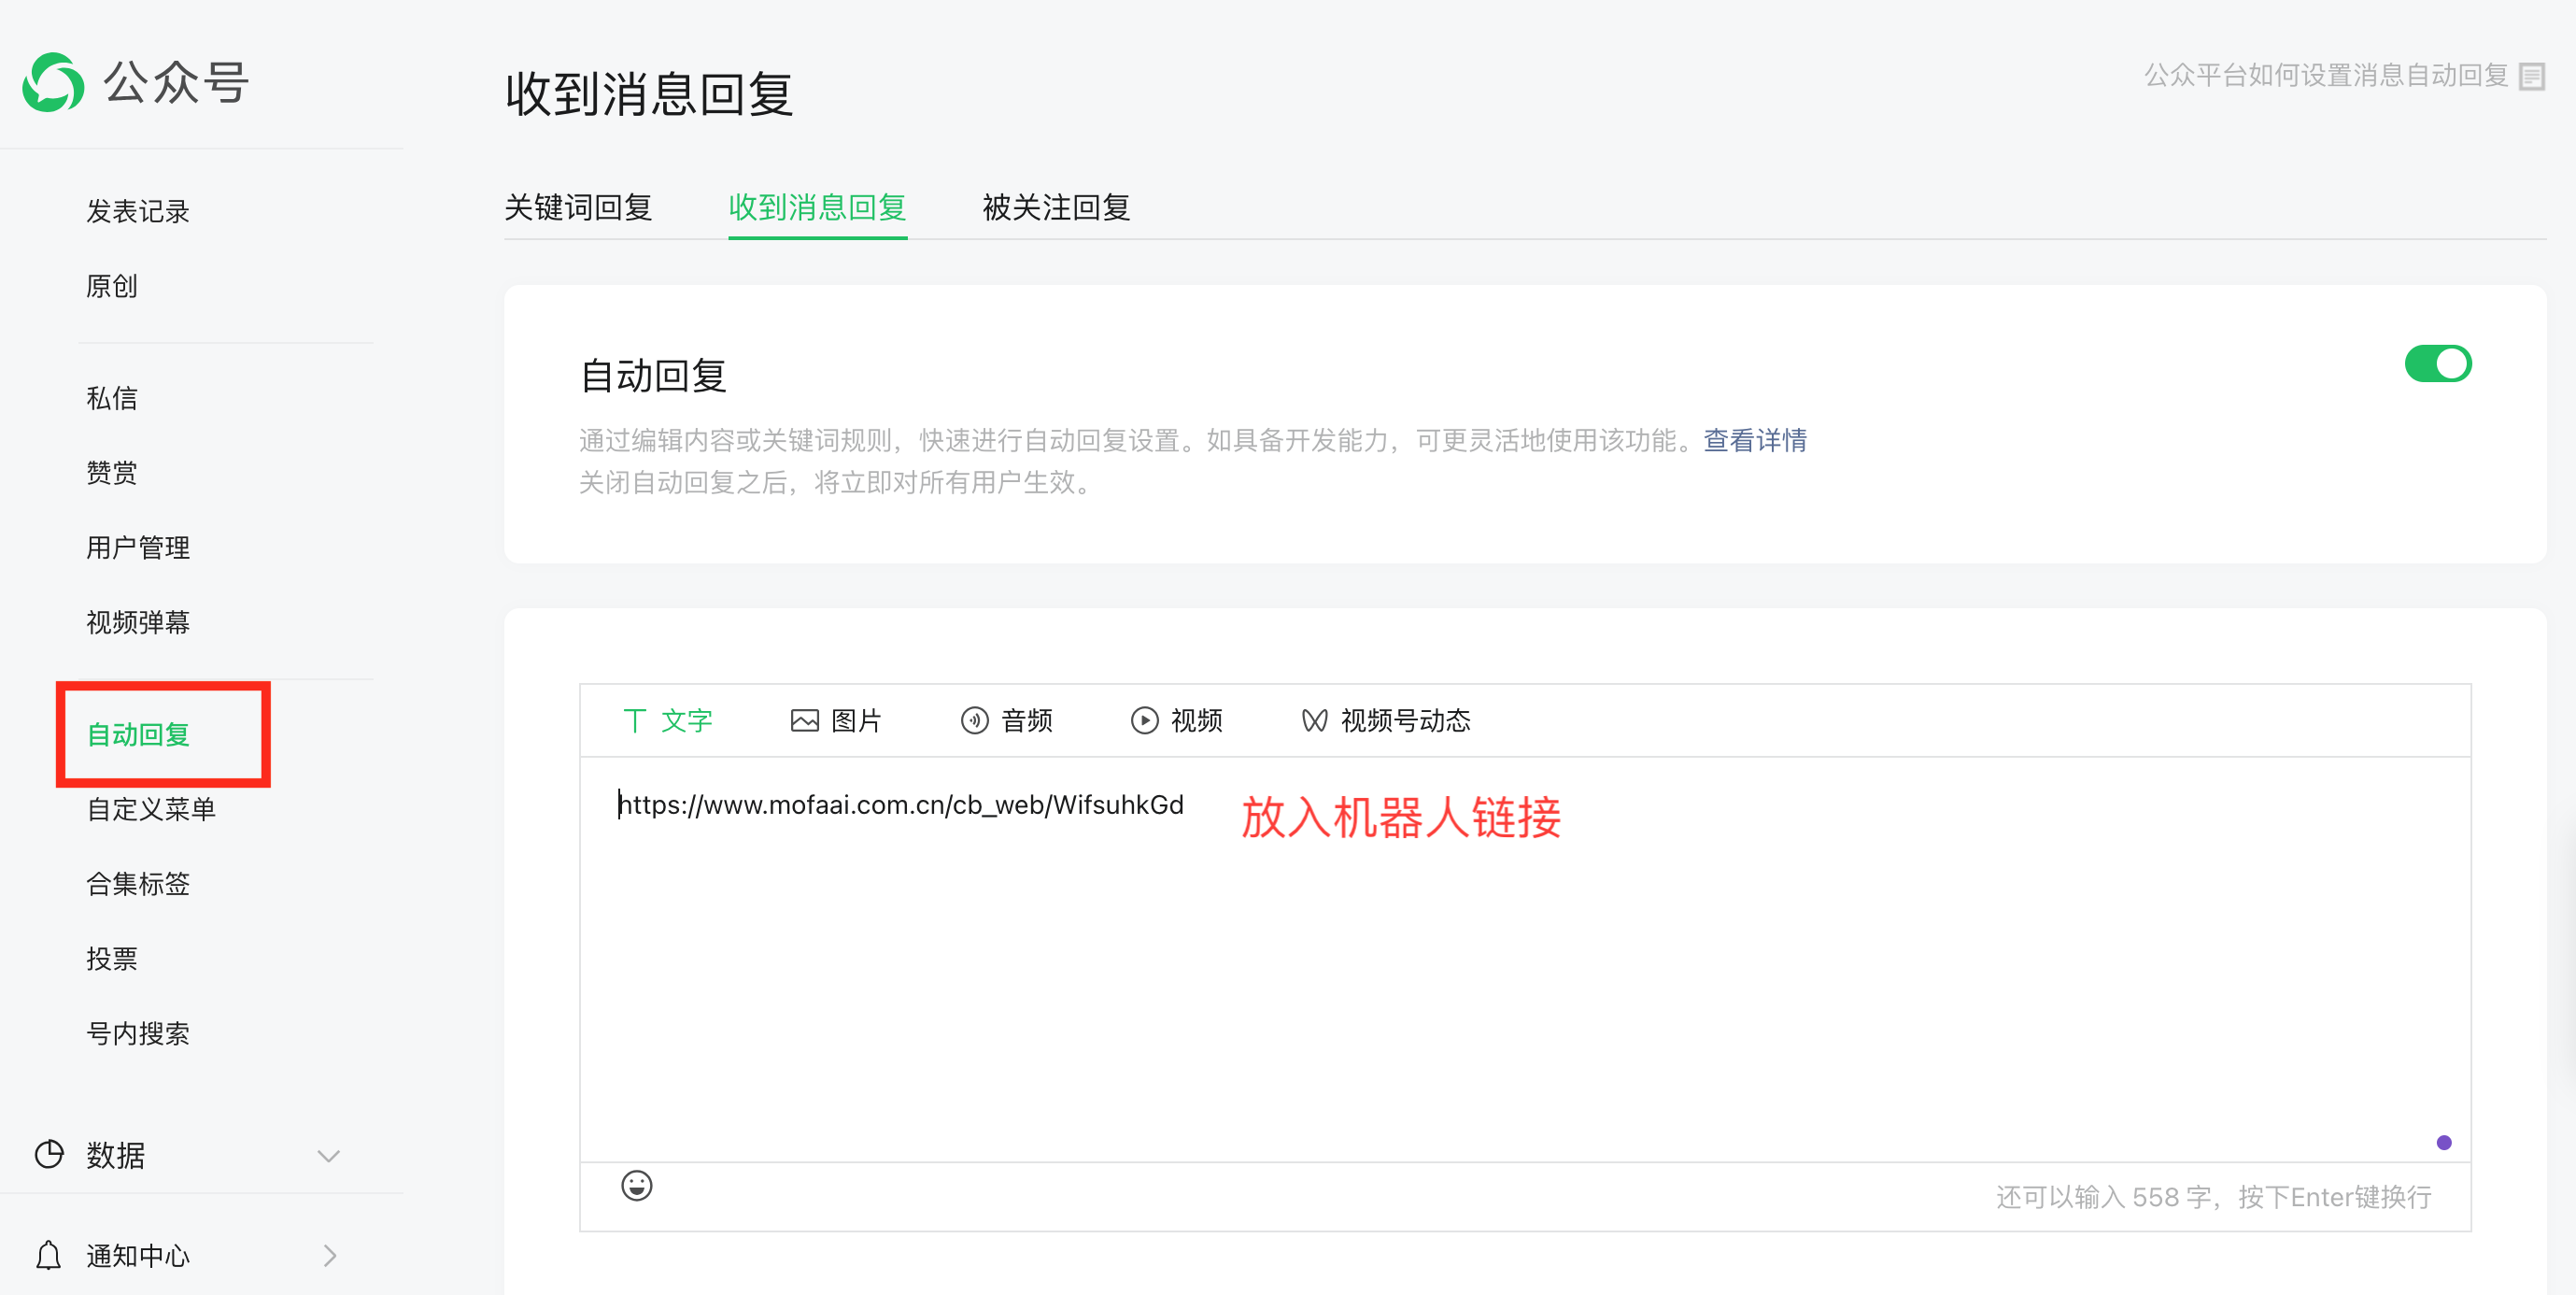 公众号
发表记录
原创
私信
赞赏
用户管理
视频弹幕
自动回复
自定义菜单
合集标签
投票
号内搜索
数据
通知中心
收到消息回复
公众平台如何设置消息自动回复
关键词回复 收到消息回复 被关注回复
自动回复
通过编辑内容或关键词规则，快速进行自动回复设置。如具备开发能力，可更灵活地使用该功能。查看详情
关闭自动回复之后，将立即对所有用户生效。
文字 图片 音频 视频 视频号动态
https://www.mofaai.com.cn/cb_web/WifsuhkGd
放入机器人链接
还可以输入 558 字，按下Enter键换行